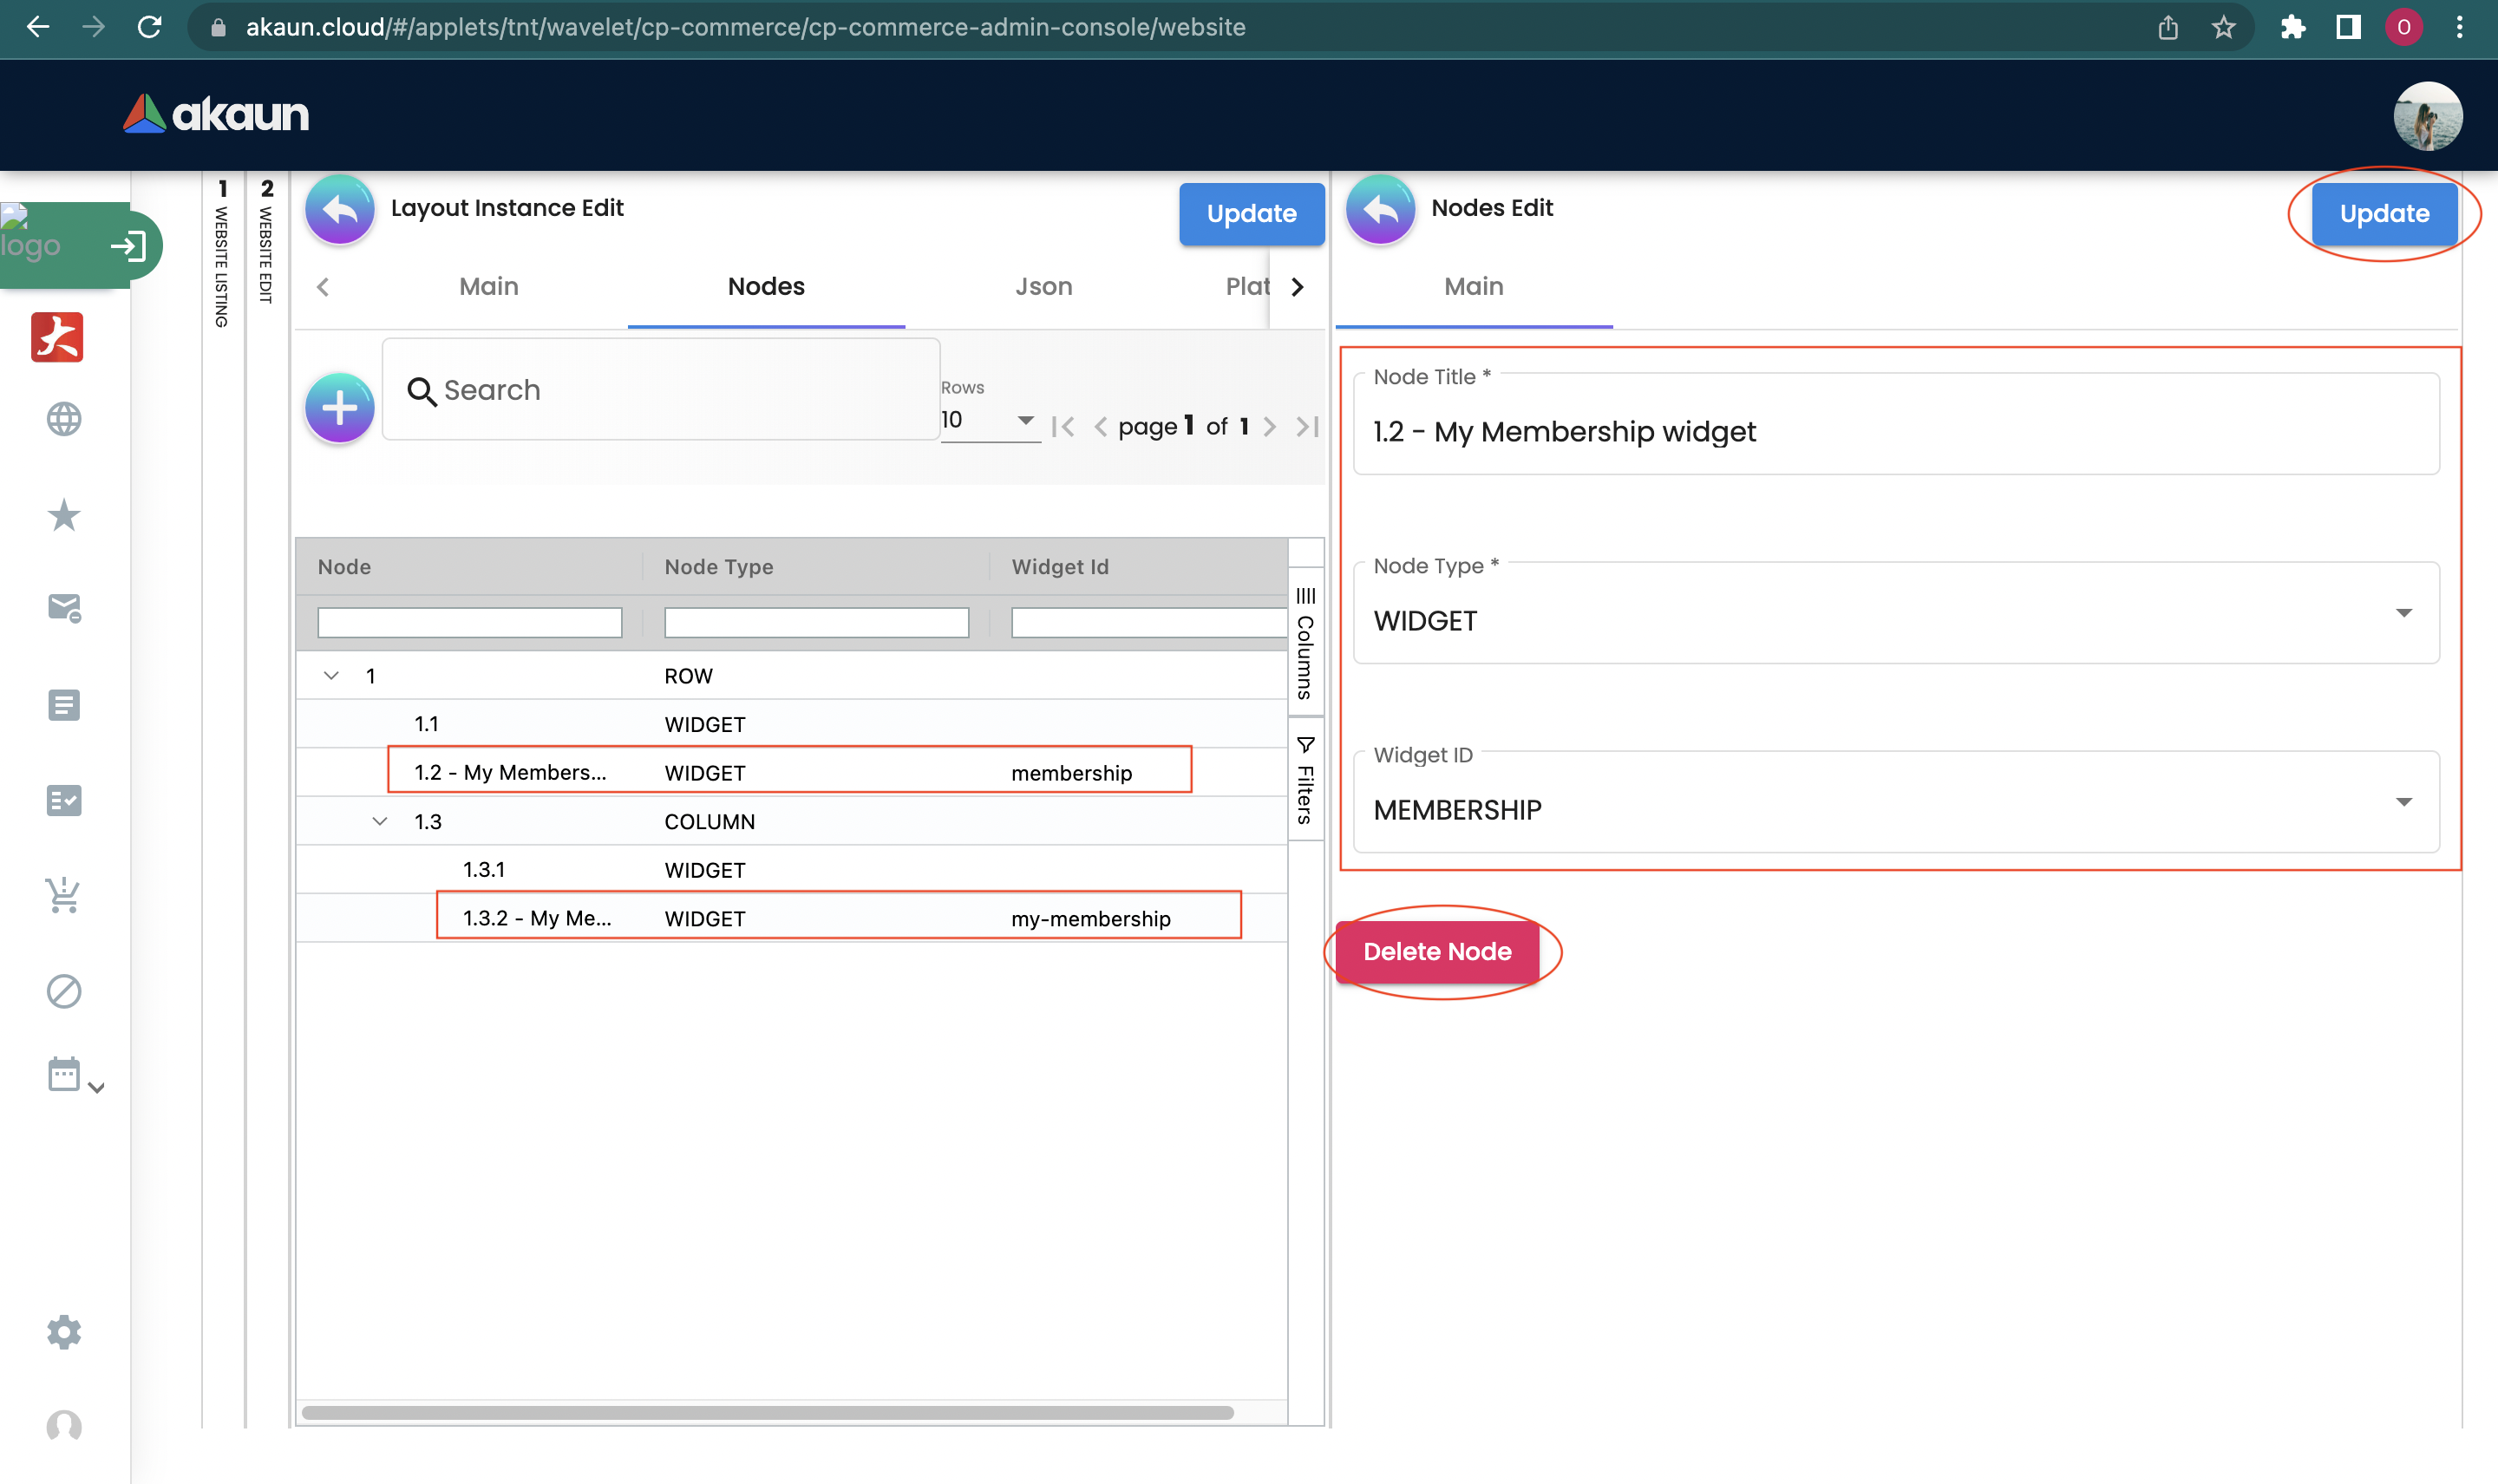 akaun.cloud/#/applets/tnt/wavelet/cp-commerce/cp-commerce-admin-console/website
O
akaun
logo
1 WEBSITE LISTING
2 WEBSITE EDIT
Layout Instance Edit
Update
Main
Nodes
Json
Plat
Search
Rows
10
page 1 of 1
Node
Node Type
Widget Id
1
ROW
1.1
WIDGET
1.2 - My Members...
WIDGET
membership
1.3
COLUMN
1.3.1
WIDGET
1.3.2 - My Me...
WIDGET
my-membership
Columns
Filters
Nodes Edit
Update
Main
Node Title *
1.2 - My Membership widget
Node Type *
WIDGET
Widget ID
MEMBERSHIP
Delete Node